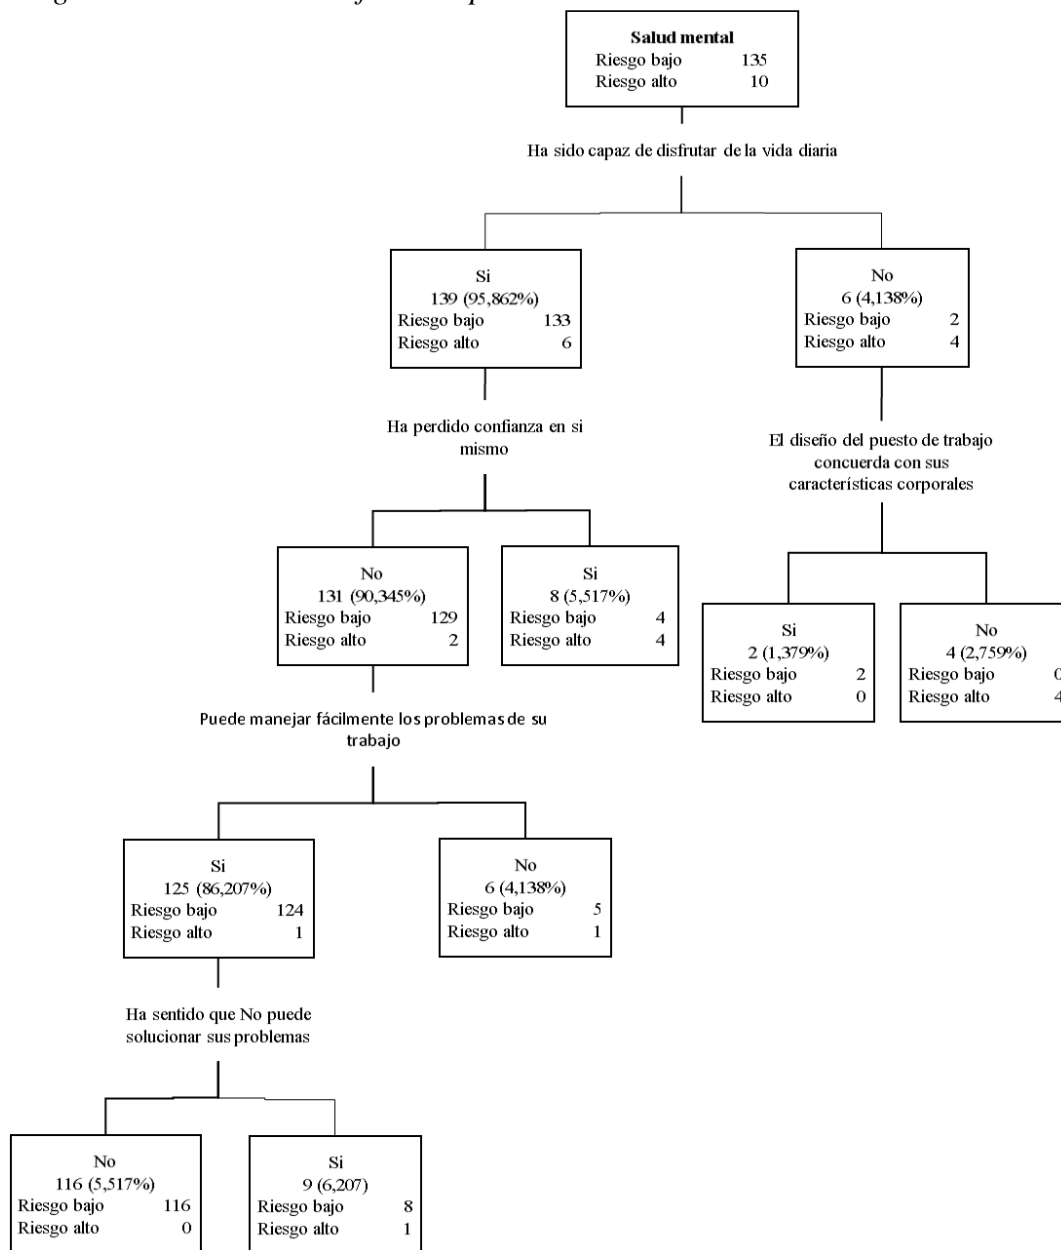 Salud mental
Riesgo bajo 135
Riesgo alto 10
Ha sido capaz de disfrutar de la vida diaria
Si
139 (95,862%)
Riesgo bajo 133
Riesgo alto 6
No
6 (4,138%)
Riesgo bajo 2
Riesgo alto 4
Ha perdido confianza en si
mismo
El diseño del puesto de trabajo
concuerda con sus
características corporales
No
131 (90,345%)
Riesgo bajo 129
Riesgo alto 2
Si
8 (5,517%)
Riesgo bajo 4
Riesgo alto 4
Si
2 (1,379%)
Riesgo bajo 2
Riesgo alto 0
No
4 (2,759%)
Riesgo bajo 0
Riesgo alto 4
Puede manejar fácilmente los problemas de su
trabajo
Si
125 (86,207%)
Riesgo bajo 124
Riesgo alto 1
No
6 (4,138%)
Riesgo bajo 5
Riesgo alto 1
Ha sentido que No puede
solucionar sus problemas
No
116 (5,517%)
Riesgo bajo 116
Riesgo alto 0
Si
9 (6,207)
Riesgo bajo 8
Riesgo alto 1